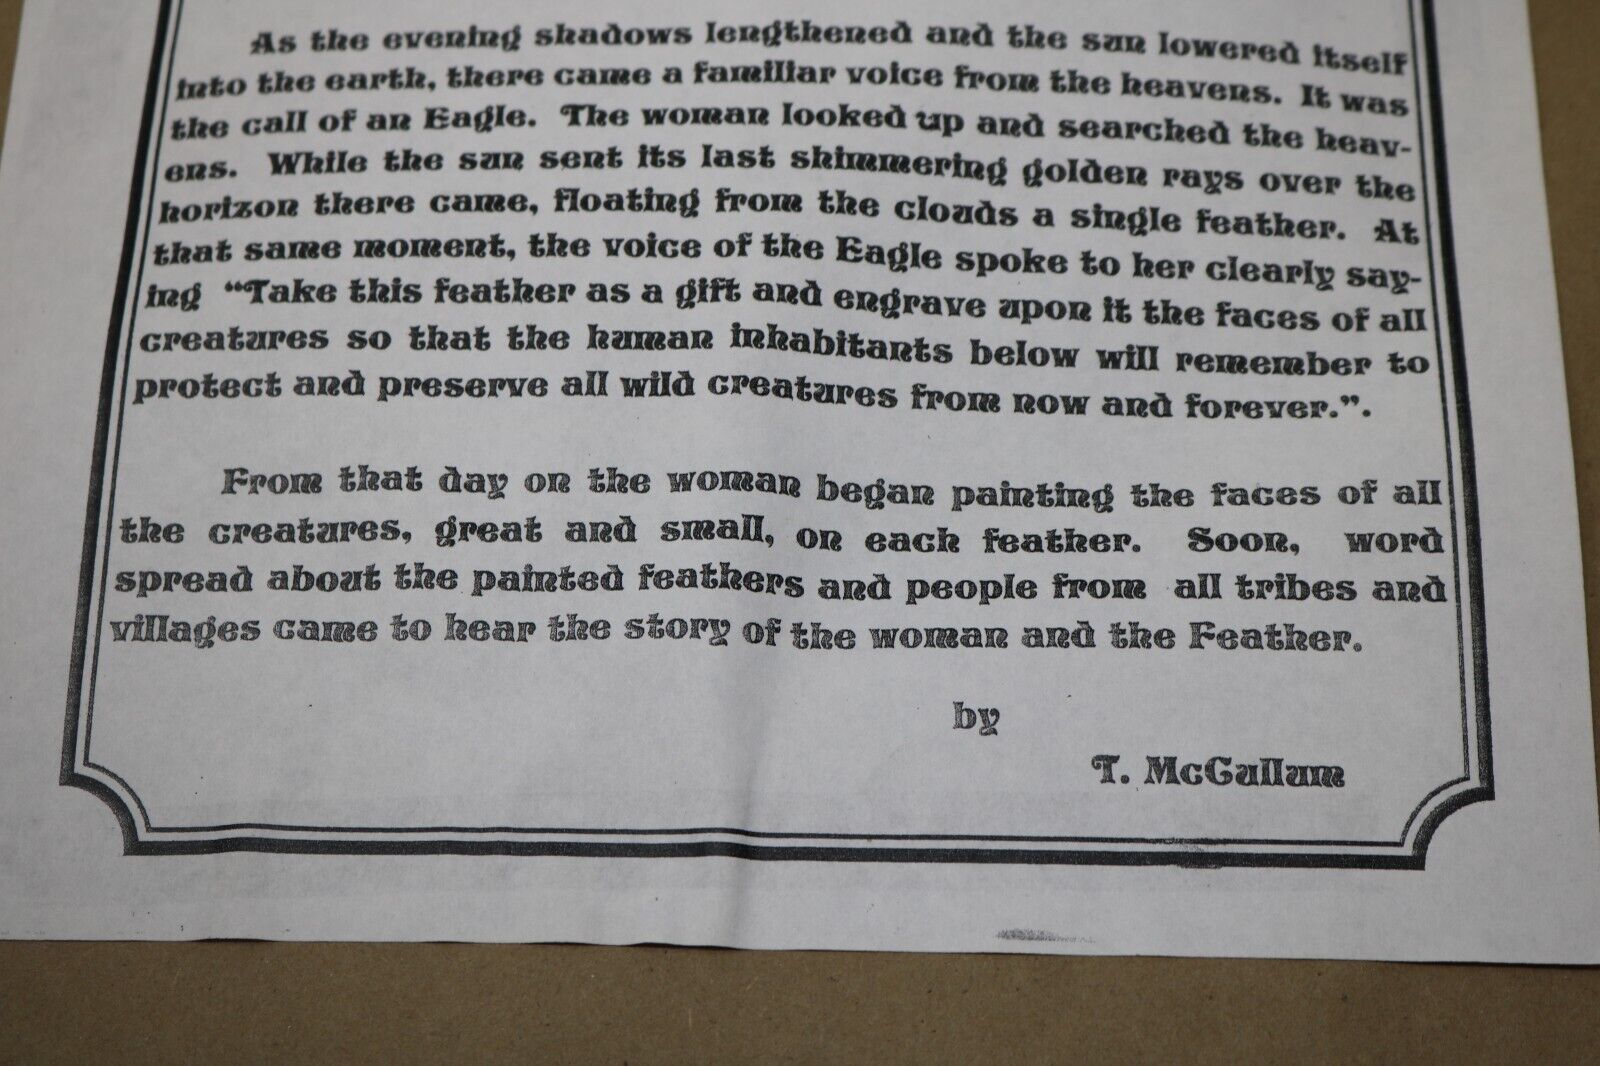 As the evening shadows lengthened and the sun lowered itself
into the earth, there came a familiar voice from the heavens. It was
the call of an Eagle. The woman looked up and searched the heav-
ens. While the sun sent its last shimmering golden rays over the
horizon there came, floating from the clouds a single feather. At
that same moment, the voice of the Eagle spoke to her clearly say-
ing “Take this feather as a gift and engrave upon it the faces of all
creatures so that the human inhabitants below will remember to
protect and preserve all wild creatures from now and forever.”.
From that day on the woman began painting the faces of all
the creatures, great and small, on each feather. Soon, word
spread about the painted feathers and people from all tribes and
villages came to hear the story of the woman and the Feather.
by
T. McCullum